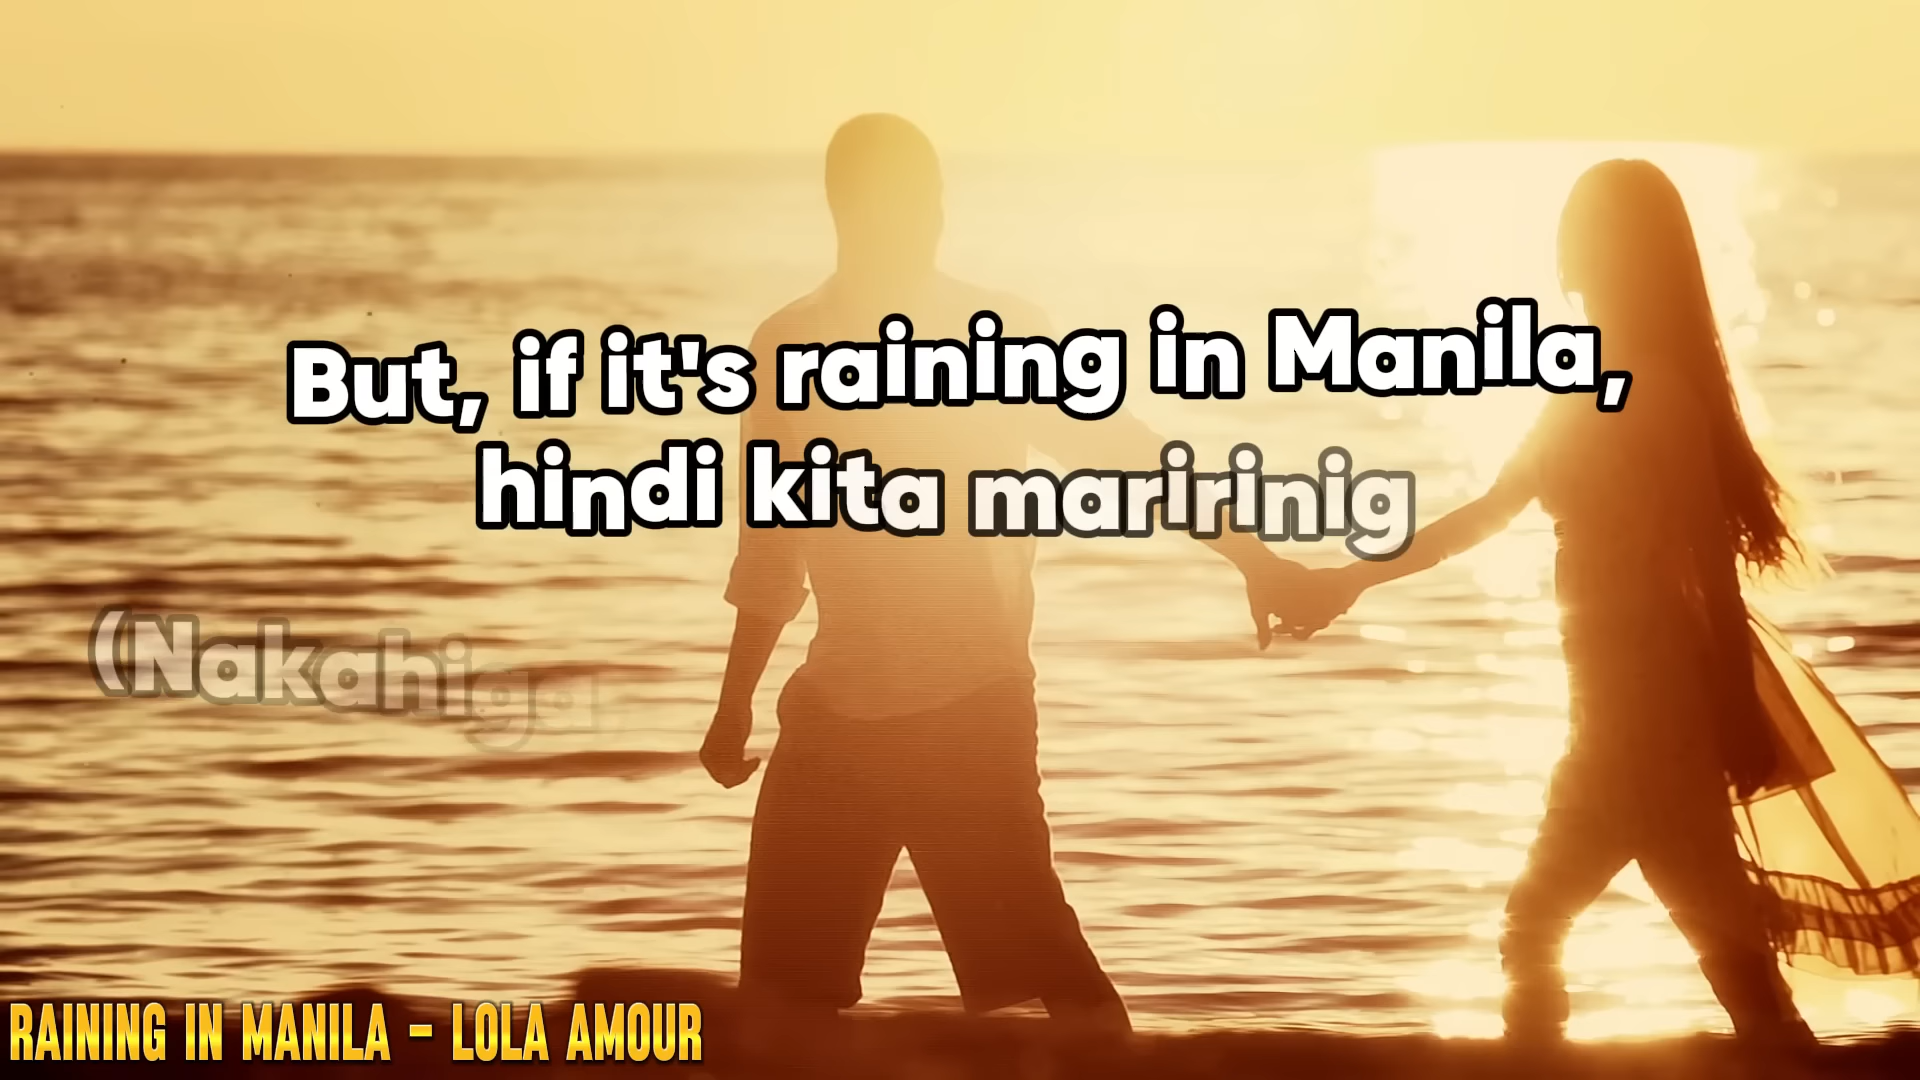 But, if it's raining in Manila,
hindi kita maririnig
(Nakahiga
RAINING IN MANILA - LOLA AMOUR